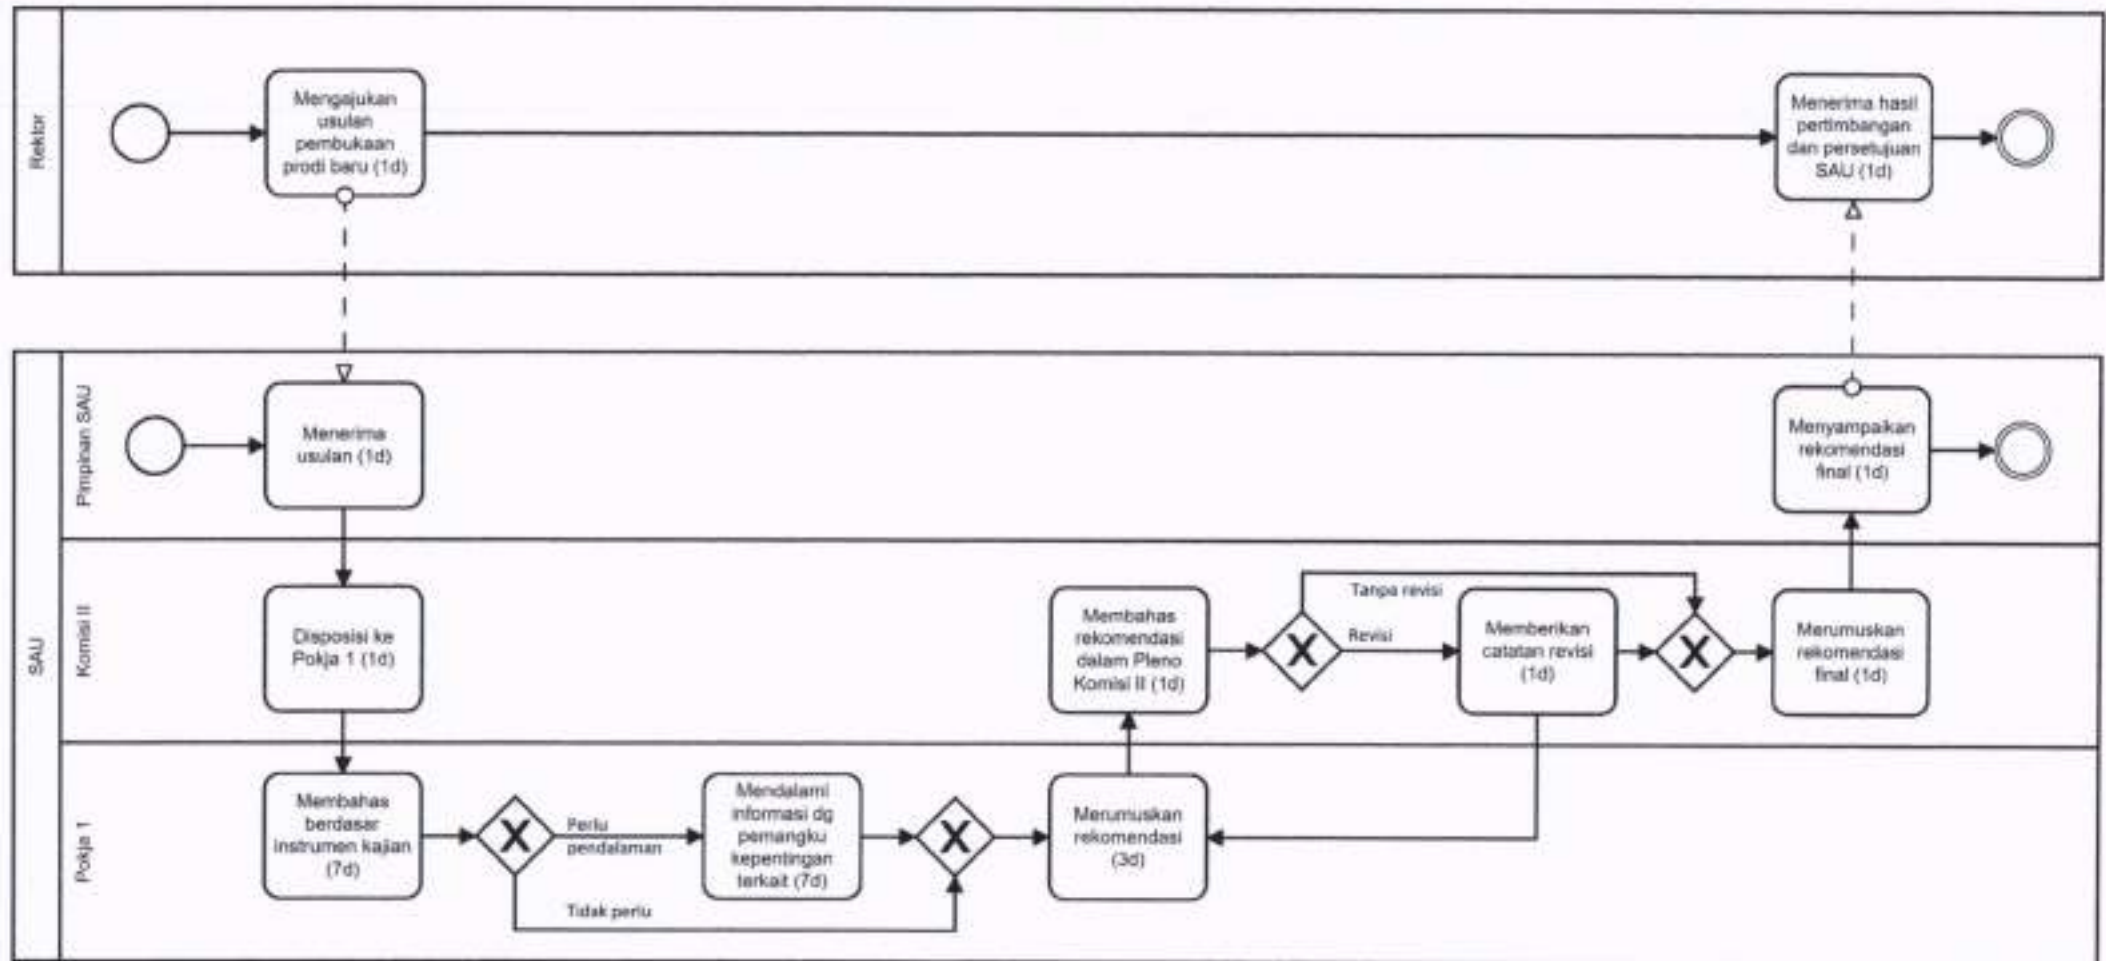 Rektor
Mengajukan
usulan
pembukaan
prodi baru (1d)
Menerima hasil
pertimbangan
dan persetujuan
SAU (1d)
SAU
Pimpinan SAU
Menerima
usulan (1d)
Menyampaikan
rekomendasi
final (1d)
Komisi II
Disposisi ke
Pokja 1 (1d)
Membahas
rekomendasi
dalam Pleno
Komisi II (1d)
X
Tanpa revisi
Revisi
Memberikan
catatan revisi
(1d)
X
Merumuskan
rekomendasi
final (1d)
Pokja 1
Membahas
berdasar
instrumen kajian
(7d)
X
Perlu
pendalaman
Tidak perlu
Mendalami
informasi dg
pemangku
kepentingan
terkait (7d)
X
Merumuskan
rekomendasi
(3d)